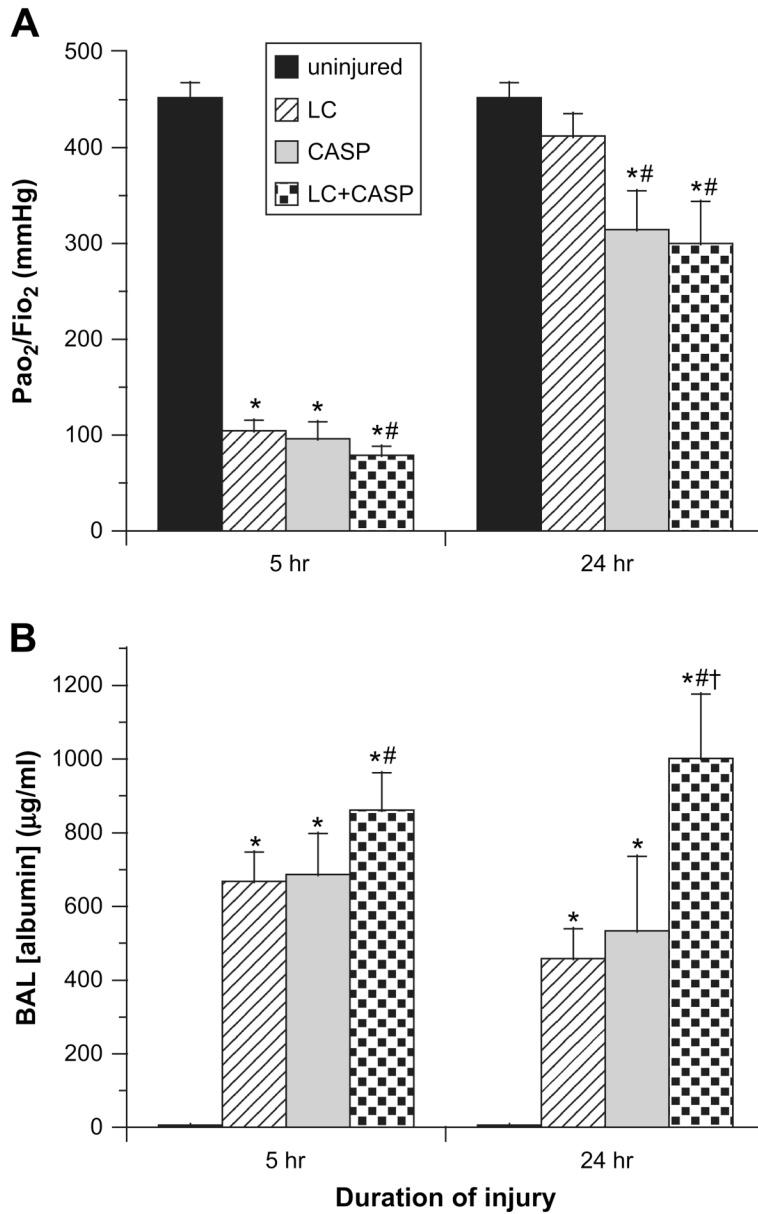 A
500
400
300
200
100
0
Pao₂/Fio₂ (mmHg)
uninjured
LC
CASP
LC+CASP
*
*
*#
*#
*#
5 hr
24 hr
B
1200
1000
800
600
400
200
0
BAL [albumin] (µg/ml)
*
*
*#
*
*
*#†
5 hr
24 hr
Duration of injury